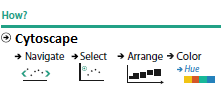 How?
Cytoscape
→ Navigate → Select → Arrange → Color
→ Hue